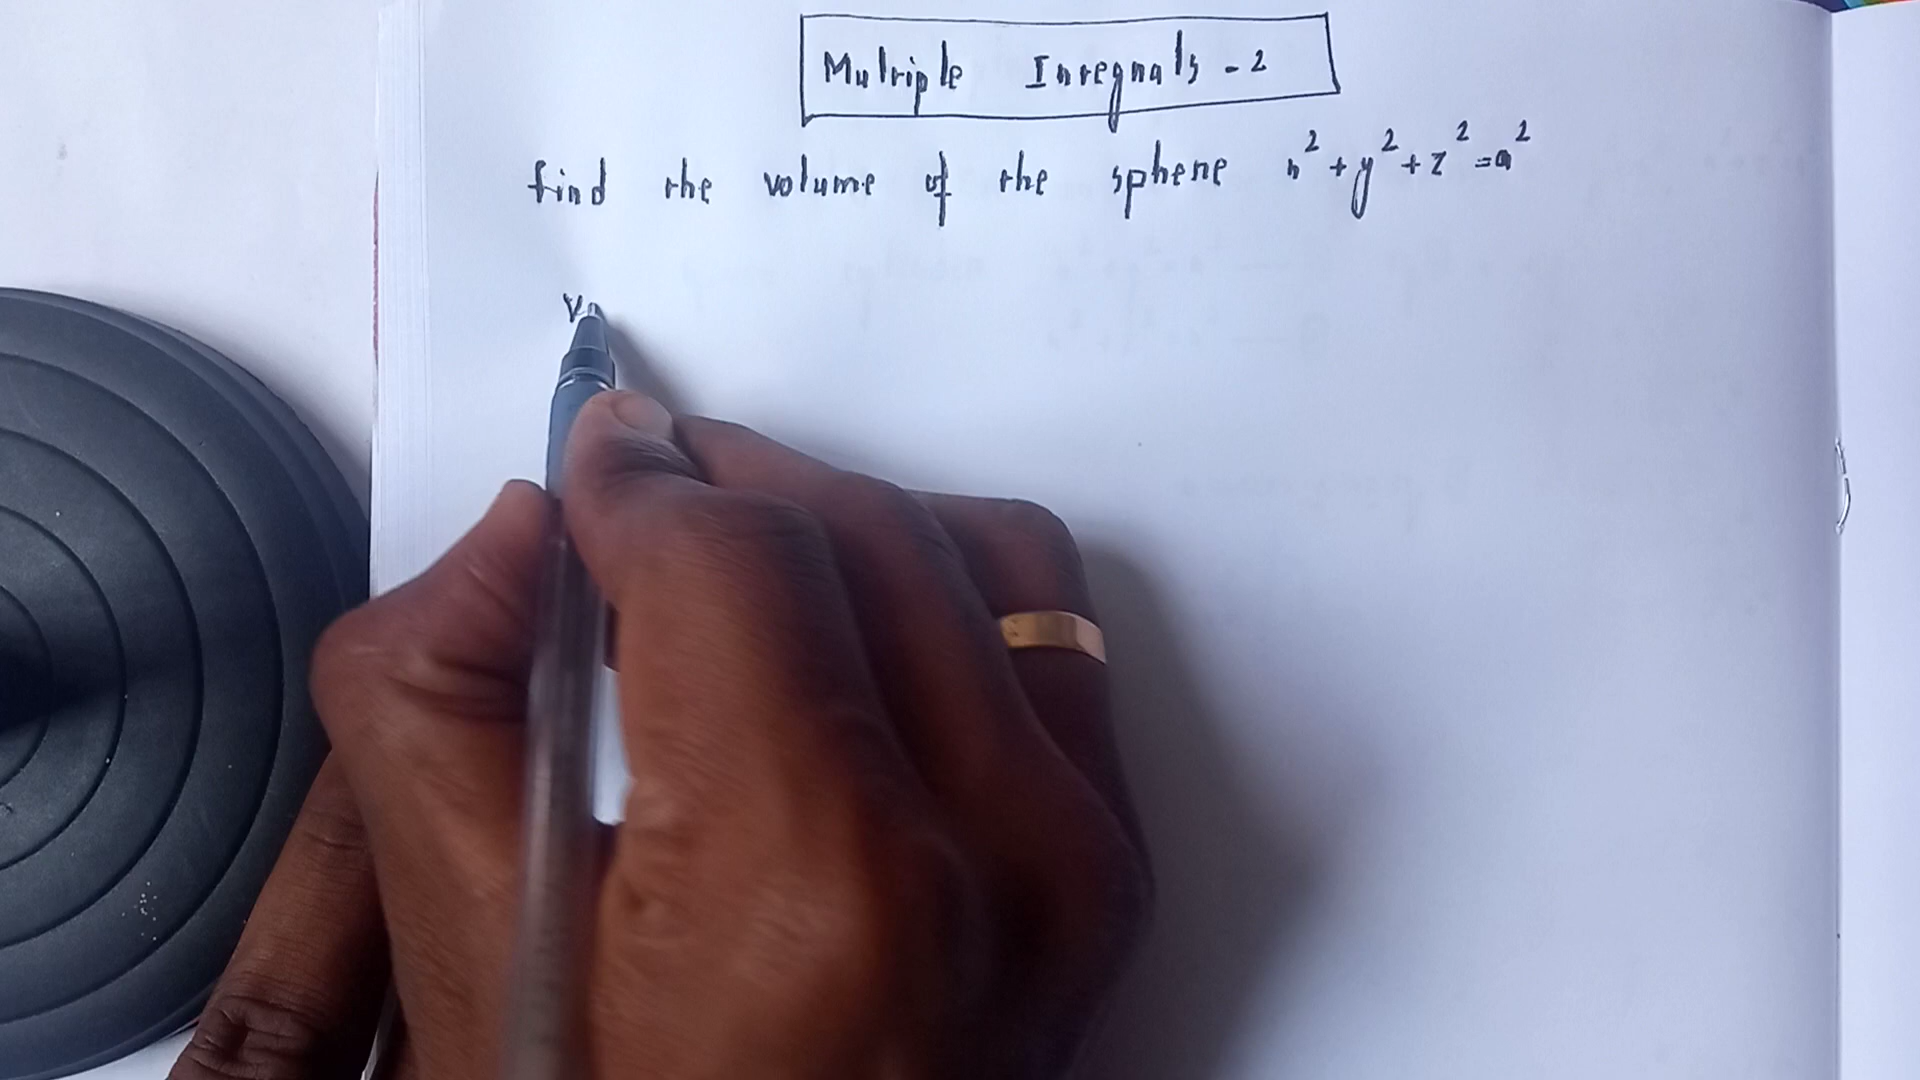 Multiple Integrals - 2
find the volume of the sphere x² + y² + z² = a²